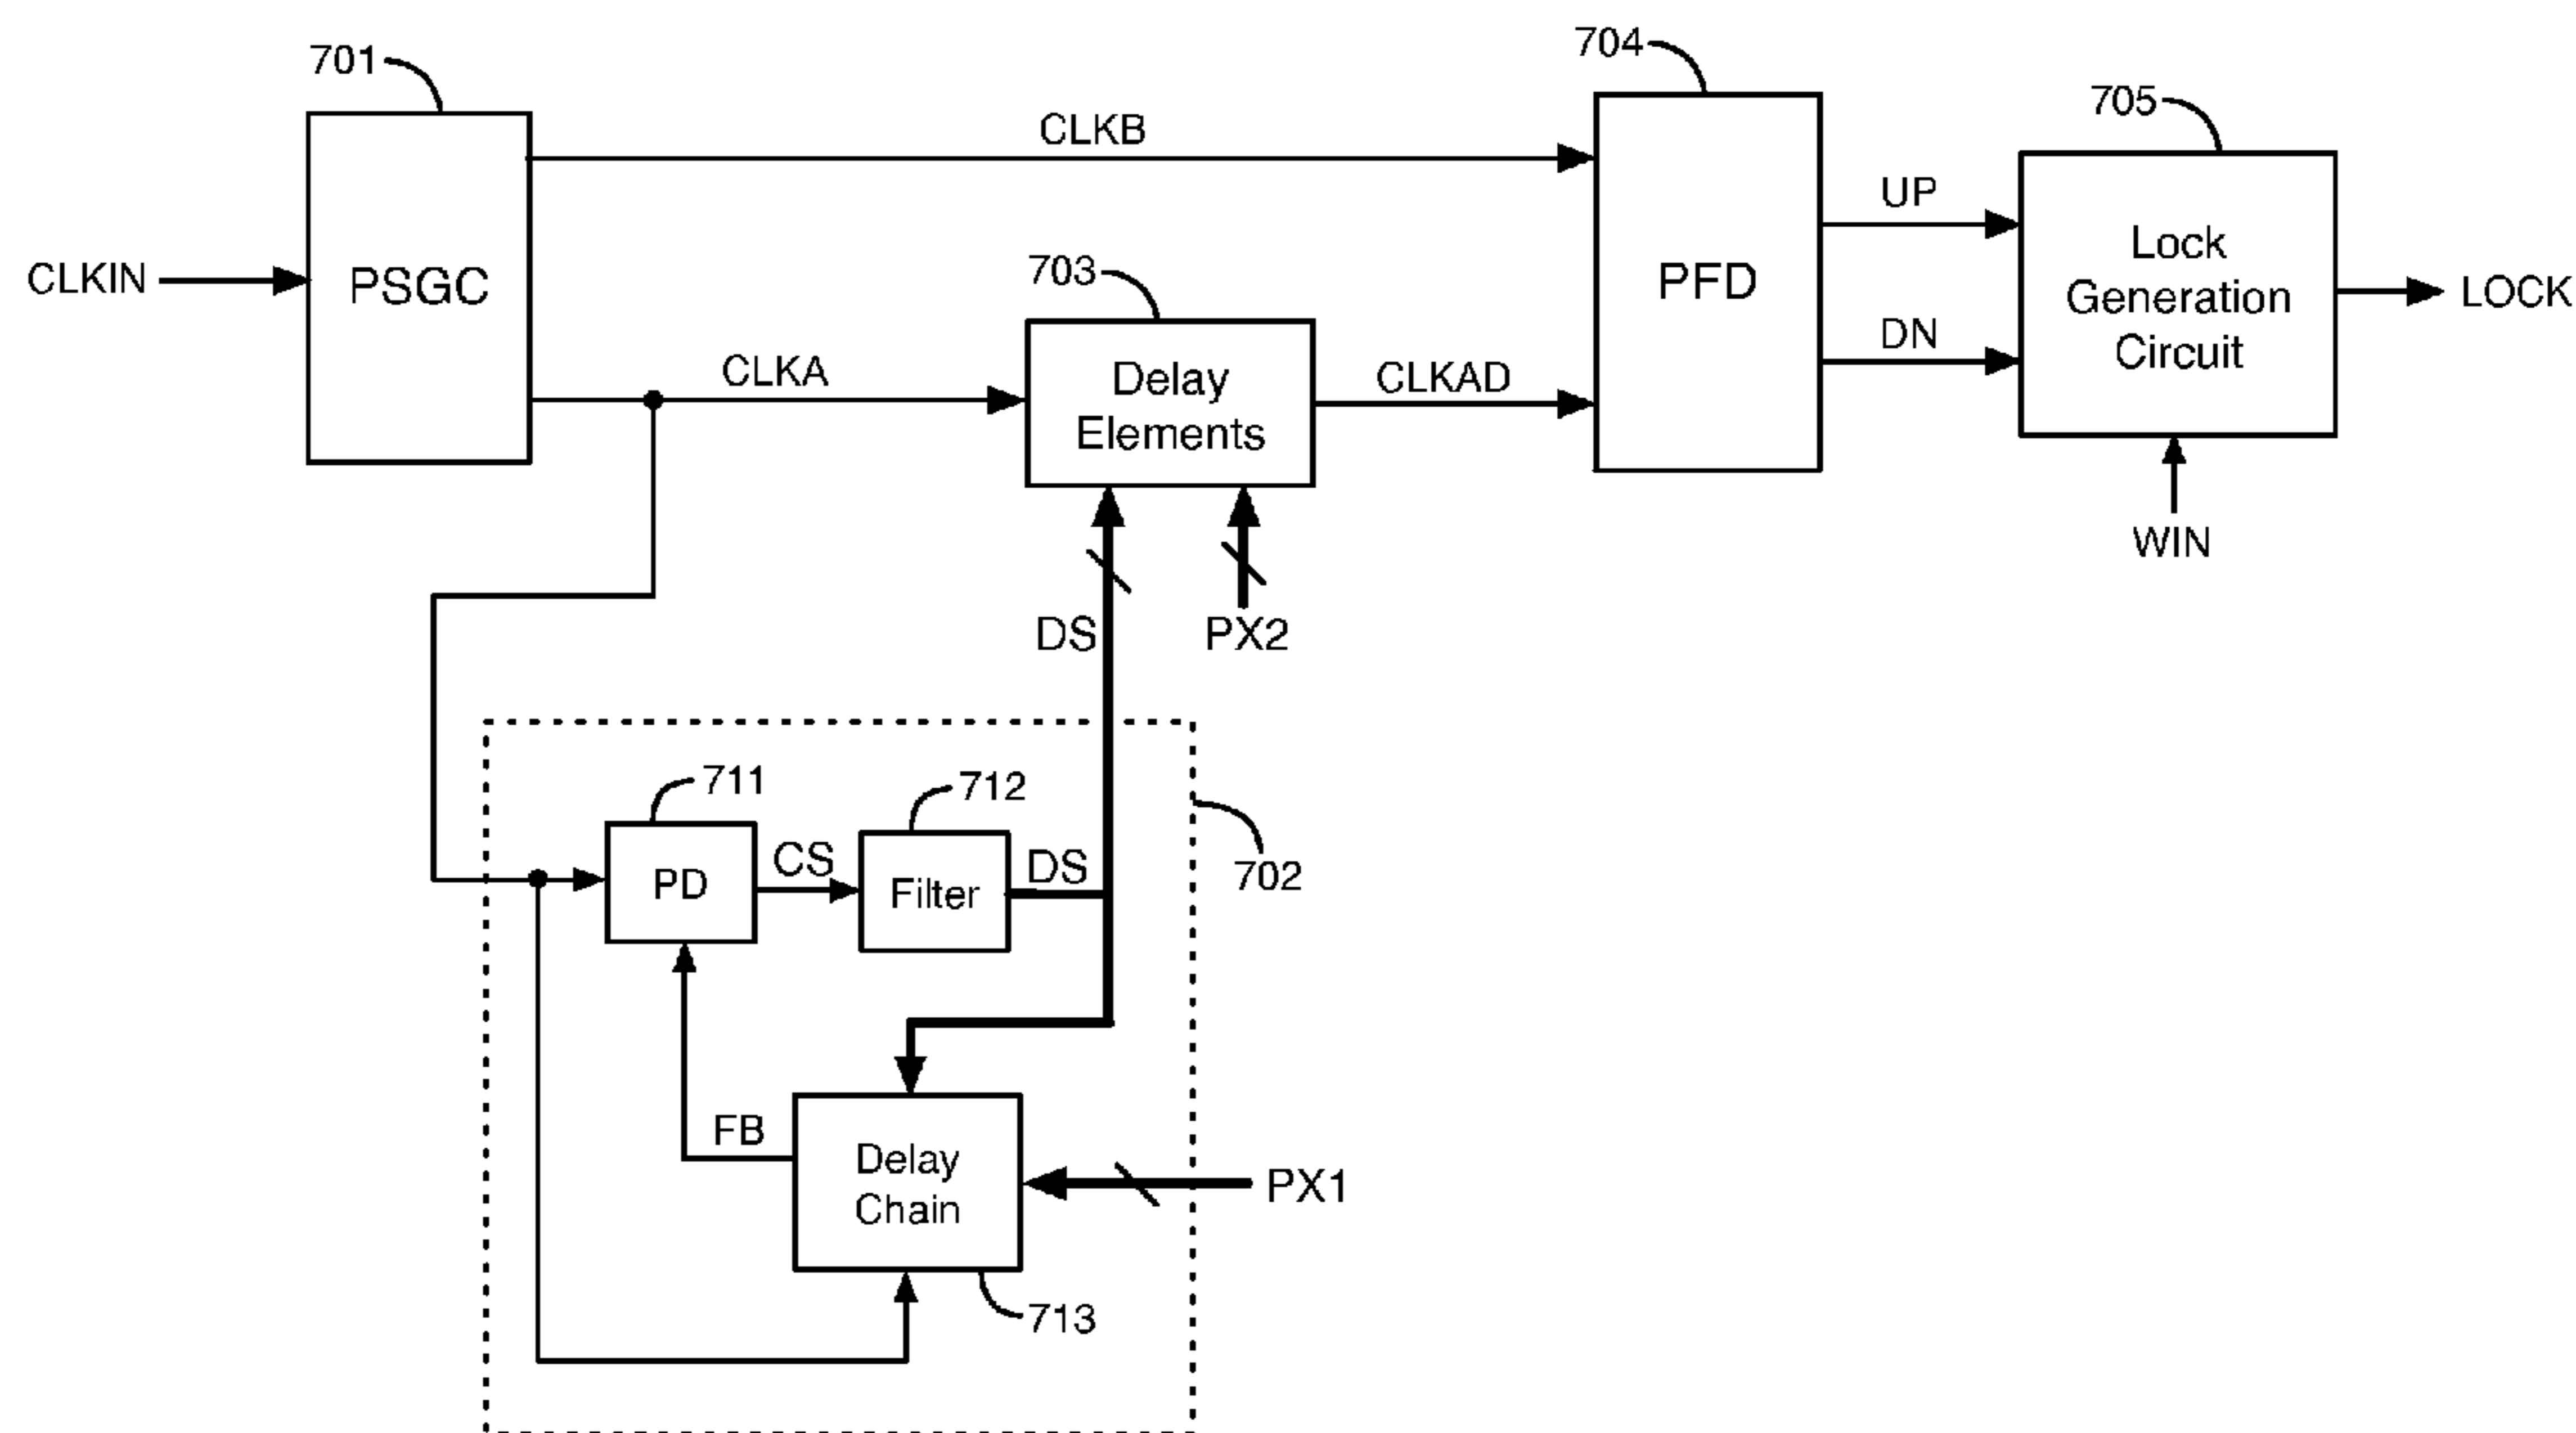 701
704
705
CLKB
UP
CLKIN
PSGC
703
PFD
Lock
Generation
Circuit
LOCK
DN
CLKA
Delay
Elements
CLKAD
WIN
DS
PX2
711
712
702
PD
CS
Filter
DS
FB
Delay
Chain
PX1
713